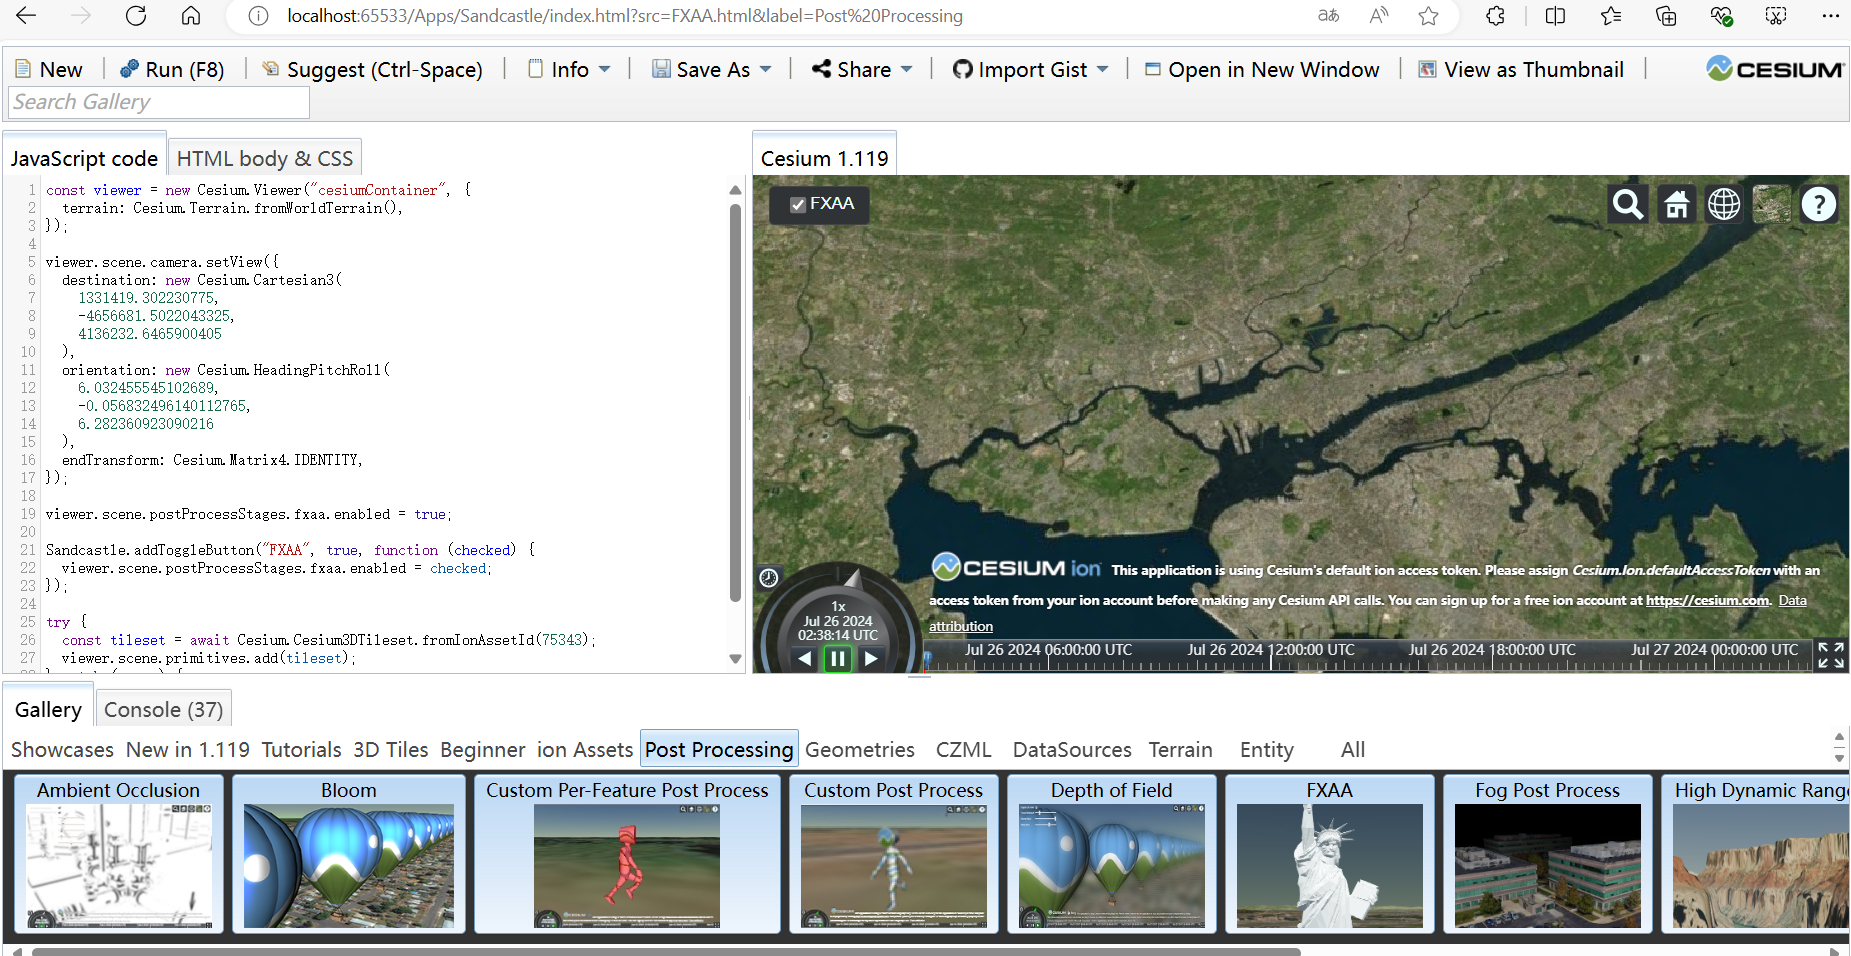 localhost:65533/Apps/Sandcastle/index.html?src=FXAA.html&label=Post%20Processing
New
Run (F8)
Suggest (Ctrl-Space)
Info
Save As
Share
Import Gist
Open in New Window
View as Thumbnail
CESIUM
Search Gallery
JavaScript code
HTML body & CSS
1 const viewer = new Cesium.Viewer("cesiumContainer", {
2 terrain: Cesium.Terrain.fromWorldTerrain(),
3 });
4
5 viewer.scene.camera.setView({
6 destination: new Cesium.Cartesian3(
7 1331419.302230775,
8 -4656681.5022043325,
9 4136232.6465900405
10 ),
11 orientation: new Cesium.HeadingPitchRoll(
12 6.032455545102689,
13 -0.056832496140112765,
14 6.282360923090216
15 ),
16 endTransform: Cesium.Matrix4.IDENTITY,
17 });
18
19 viewer.scene.postProcessStages.fxaa.enabled = true;
20
21 Sandcastle.addToggleButton("FXAA", true, function (checked) {
22 viewer.scene.postProcessStages.fxaa.enabled = checked;
23 });
24
25 try {
26 const tileset = await Cesium.Cesium3DTileset.fromIonAssetId(75343);
27 viewer.scene.primitives.add(tileset);
Cesium 1.119
FXAA
?
CESIUM ion This application is using Cesium's default ion access token. Please assign Cesium.Ion.defaultAccessToken with an
access token from your ion account before making any Cesium API calls. You can sign up for a free ion account at https://cesium.com. Data
attribution
1x
Jul 26 2024
02:38:14 UTC
Jul 26 2024 06:00:00 UTC
Jul 26 2024 12:00:00 UTC
Jul 26 2024 18:00:00 UTC
Jul 27 2024 00:00:00 UTC
Gallery
Console (37)
Showcases
New in 1.119
Tutorials
3D Tiles
Beginner
ion Assets
Post Processing
Geometries
CZML
DataSources
Terrain
Entity
All
Ambient Occlusion
Bloom
Custom Per-Feature Post Process
Custom Post Process
Depth of Field
FXAA
Fog Post Process
High Dynamic Rang